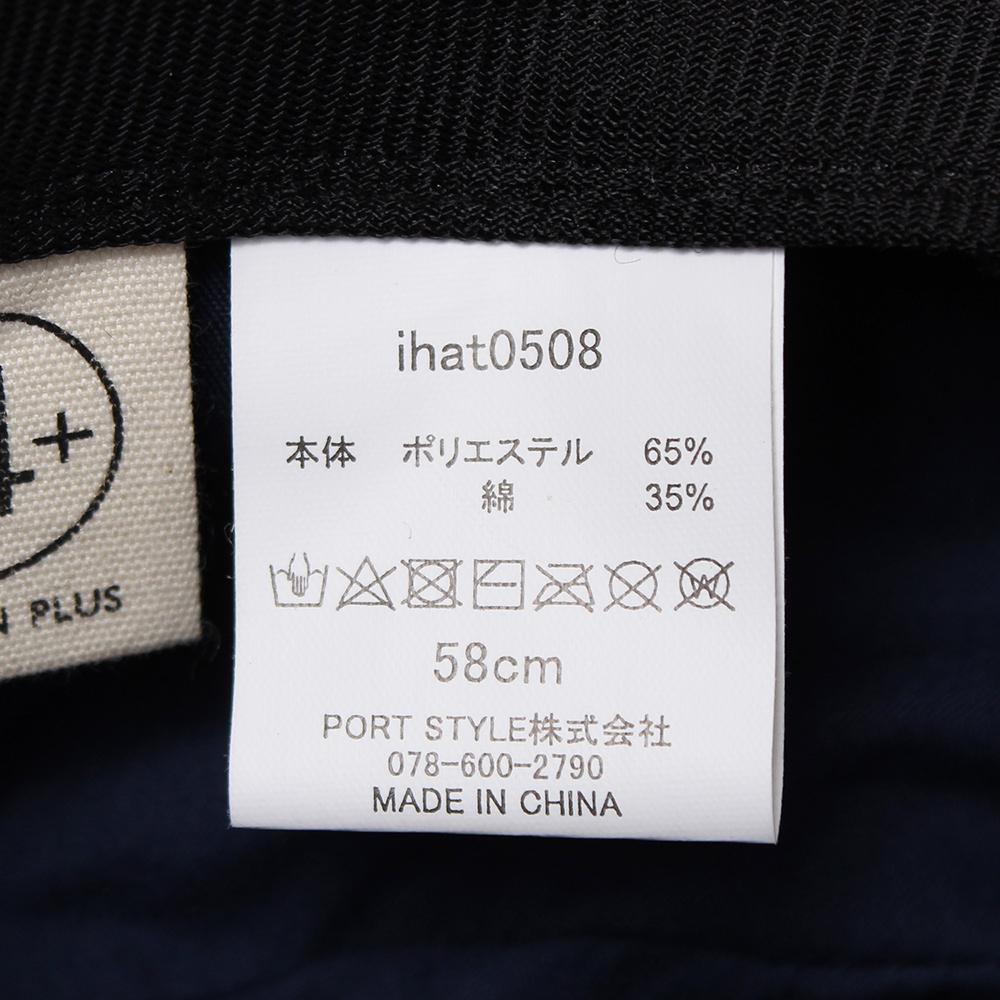 ihat0508
本体 ポリエステル 65%
綿 35%
58cm
PORT STYLE株式会社
078-600-2790
MADE IN CHINA
+
PLUS